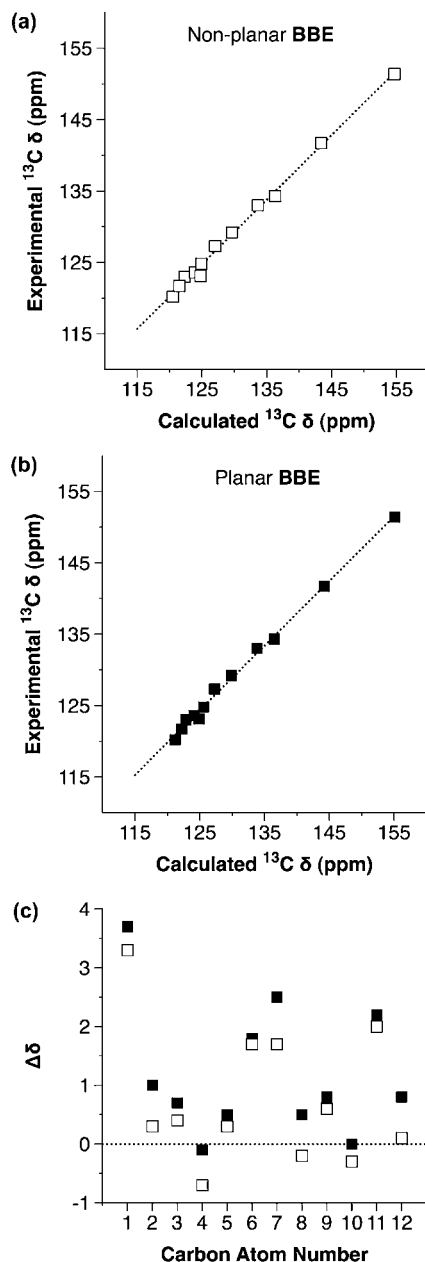 (a)
Non-planar BBE
Experimental ¹³C δ (ppm)
155
145
135
125
115
115 125 135 145 155
Calculated ¹³C δ (ppm)
(b)
Planar BBE
Experimental ¹³C δ (ppm)
155
145
135
125
115
115 125 135 145 155
Calculated ¹³C δ (ppm)
(c)
Δδ
4
3
2
1
0
-1
1 2 3 4 5 6 7 8 9 10 11 12
Carbon Atom Number